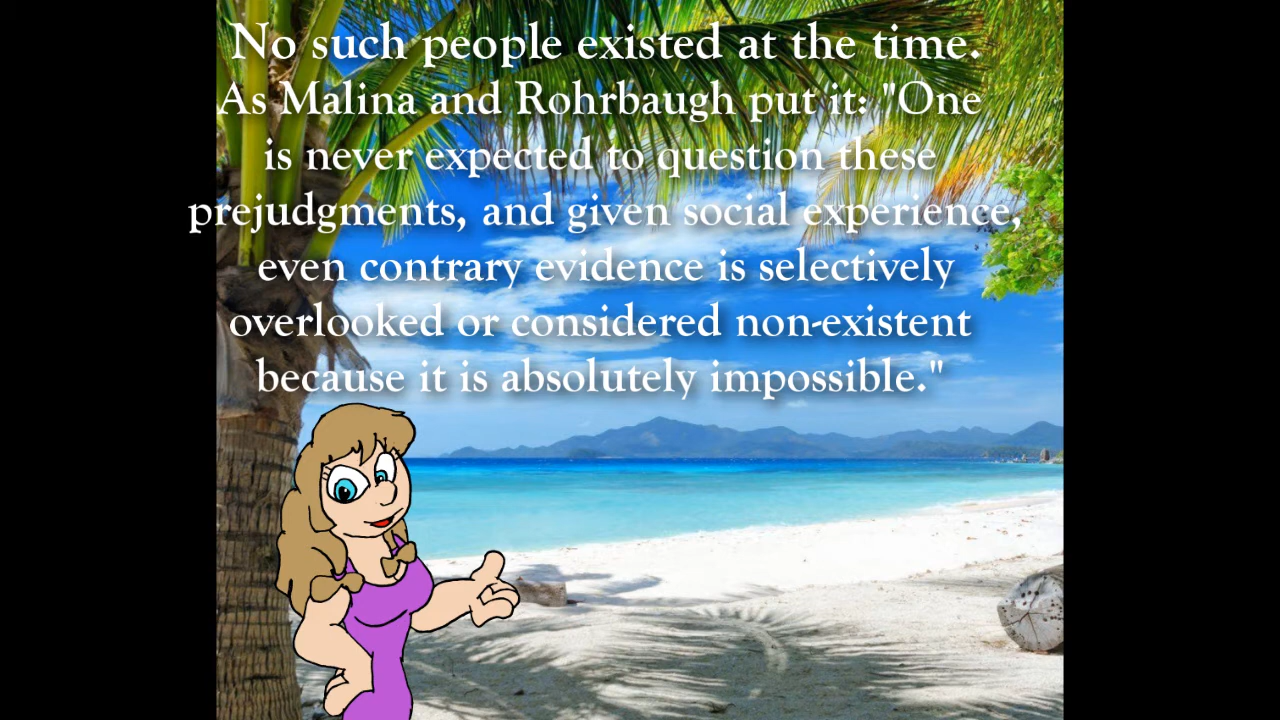 No such people existed at the time.
As Malina and Rohrbaugh put it: "One
is never expected to question these
prejudgments, and given social experience,
even contrary evidence is selectively
overlooked or considered non-existent
because it is absolutely impossible."